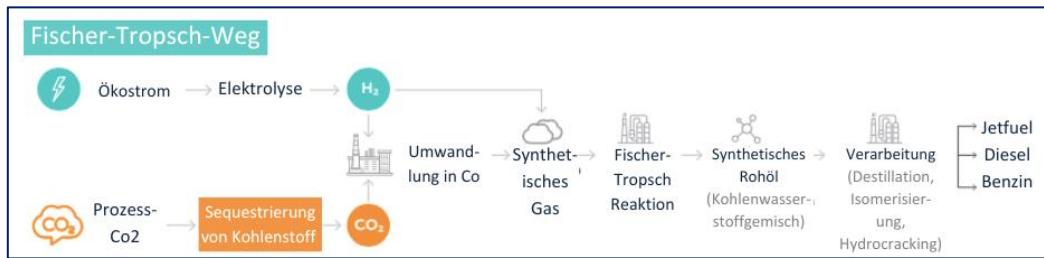 Fischer-Tropsch-Weg
Ökostrom
Elektrolyse
H₂
Umwand-
lung in Co
Synthet-
isches
Gas
Fischer-
Tropsch
Reaktion
Synthetisches
Rohöl
(Kohlenwasser-
stoffgemisch)
Verarbeitung
(Destillation,
Isomerisier-
ung,
Hydrocracking)
Jetfuel
Diesel
Benzin
CO₂
Prozess-
Co2
Sequestrierung
von Kohlenstoff
CO₂